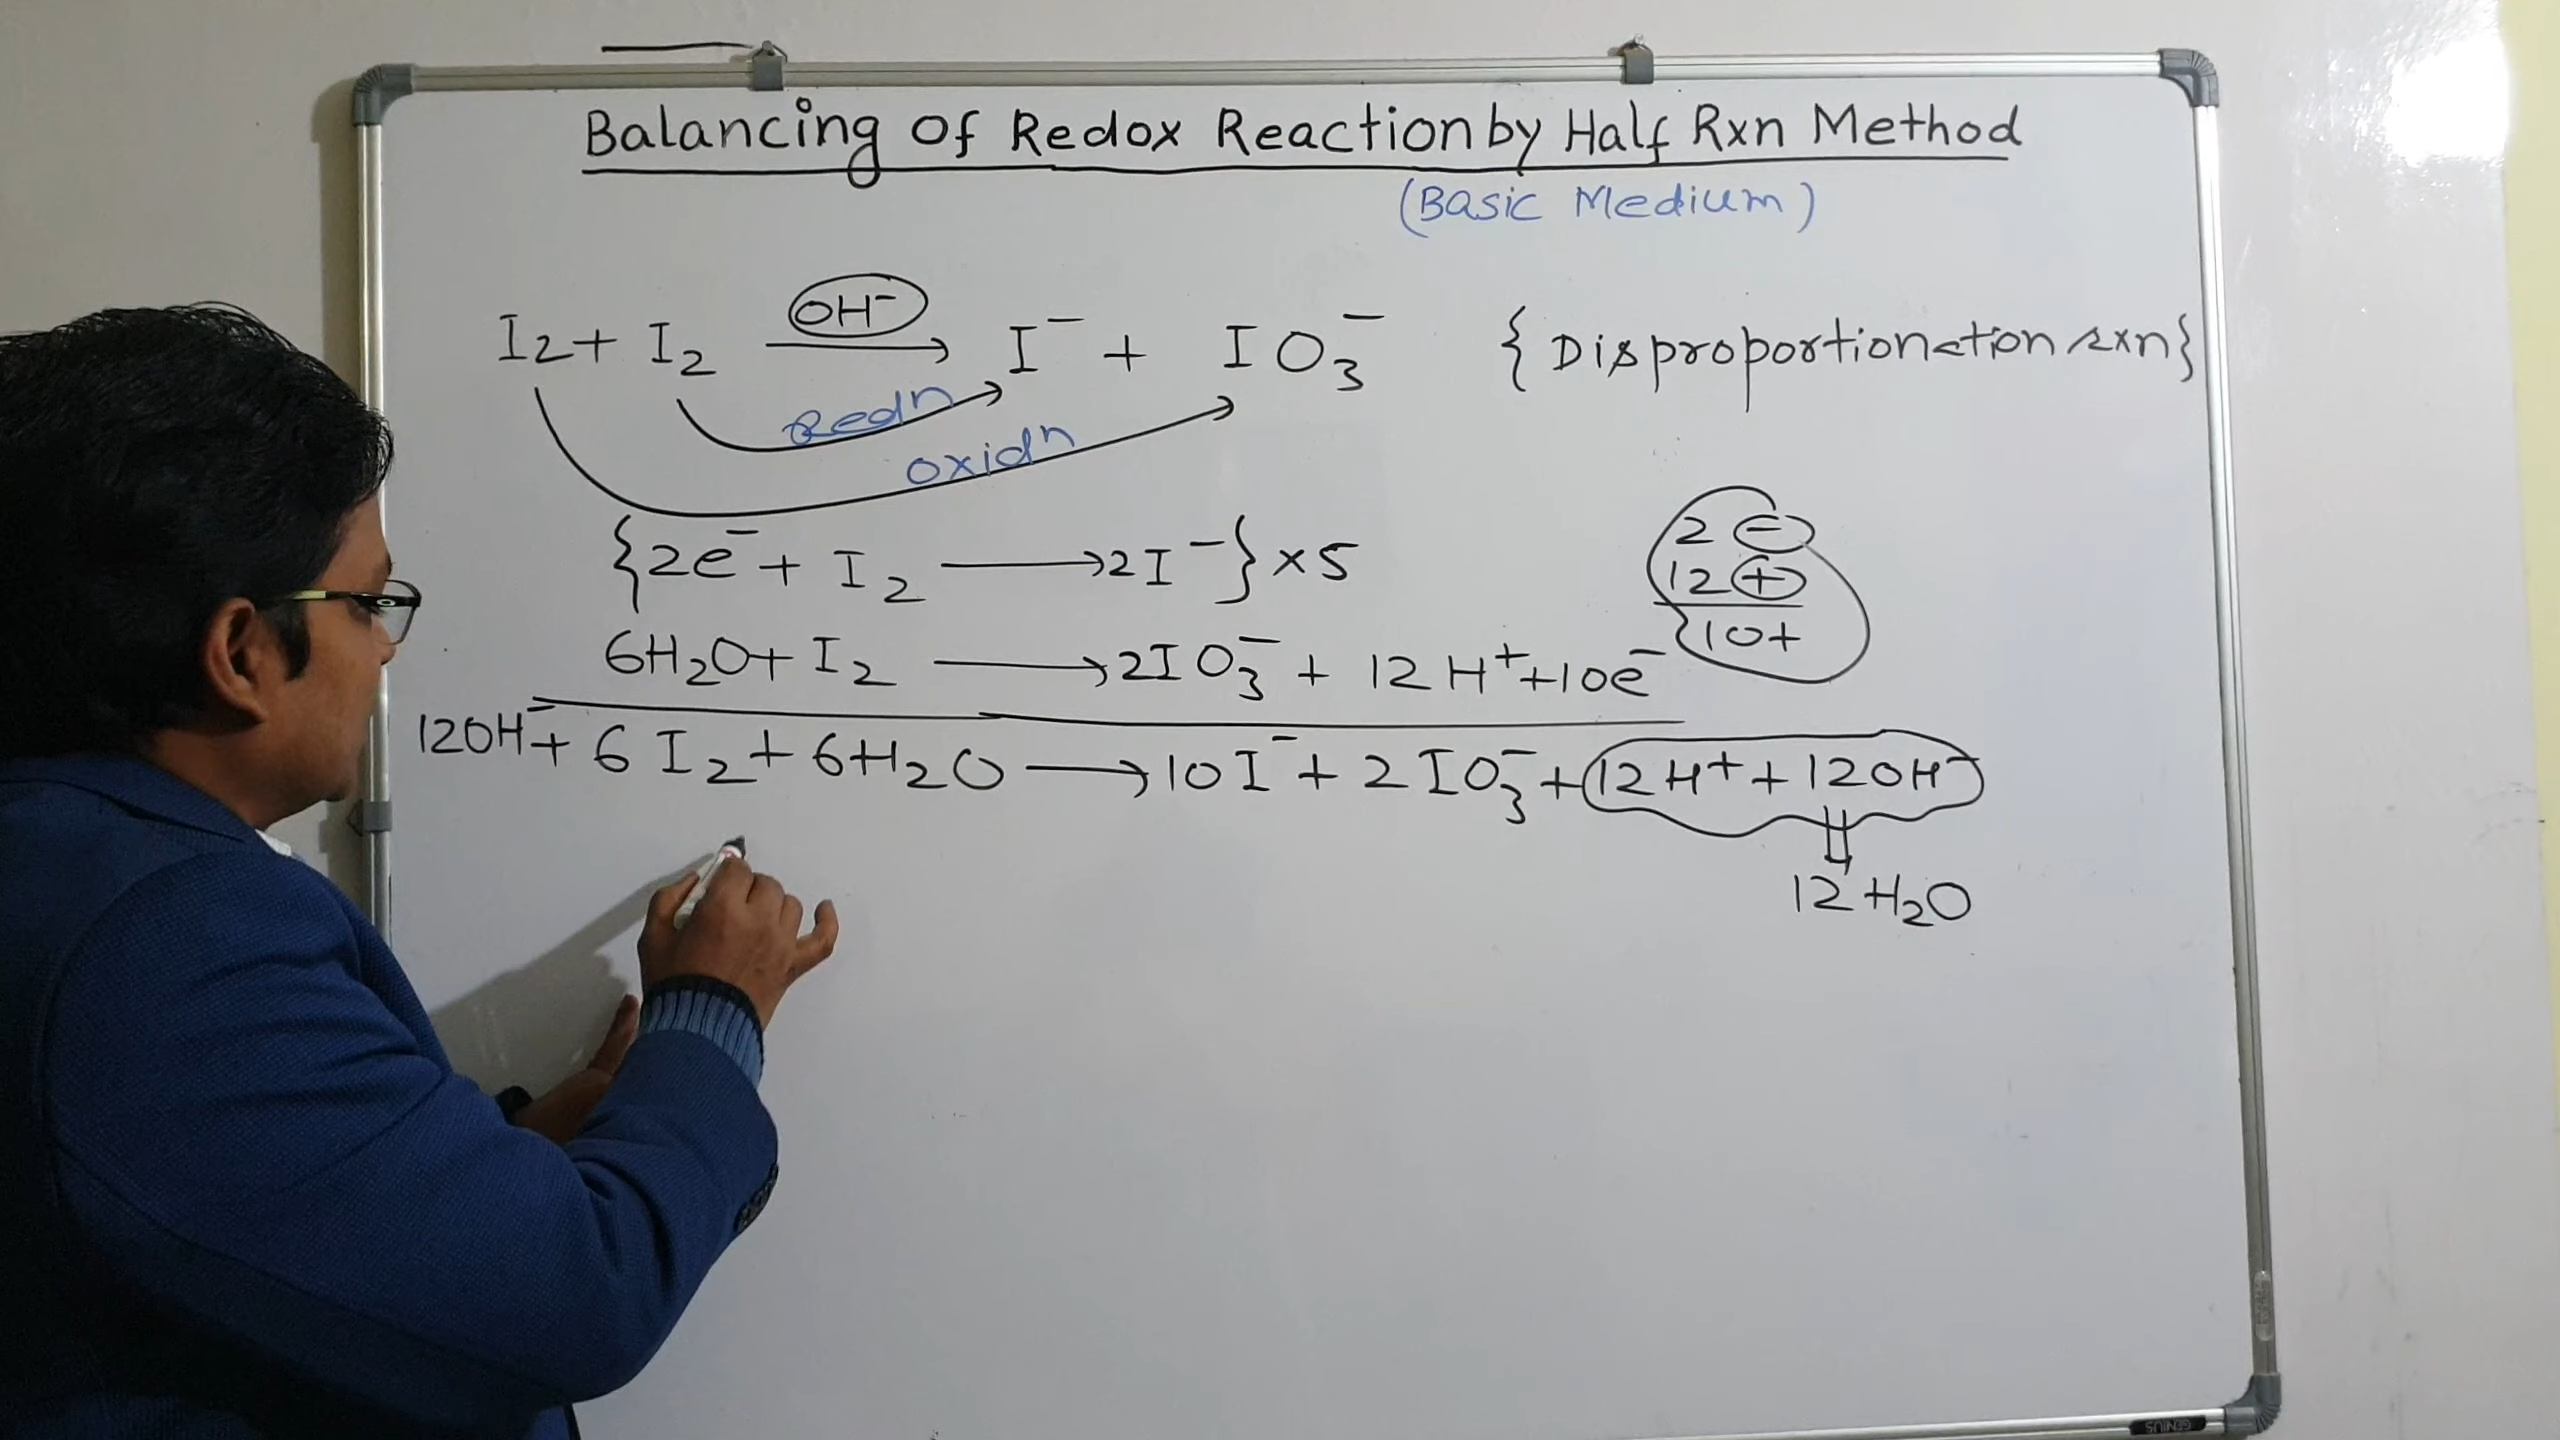 Balancing Of Redox Reaction by Half Rxn Method
(Basic Medium)
I₂ + I₂ —OH⁻→ I⁻ + IO₃⁻ {Disproportionation rxn}
Redn
oxidn
{2e⁻ + I₂ ⟶ 2I⁻} × 5
2 −
12 +
10+
6H₂O + I₂ ⟶ 2IO₃⁻ + 12H⁺ + 10e⁻
12OH⁻ + 6I₂ + 6H₂O ⟶ 10I⁻ + 2IO₃⁻ + 12H⁺ + 12OH⁻
12H₂O
GENIUS